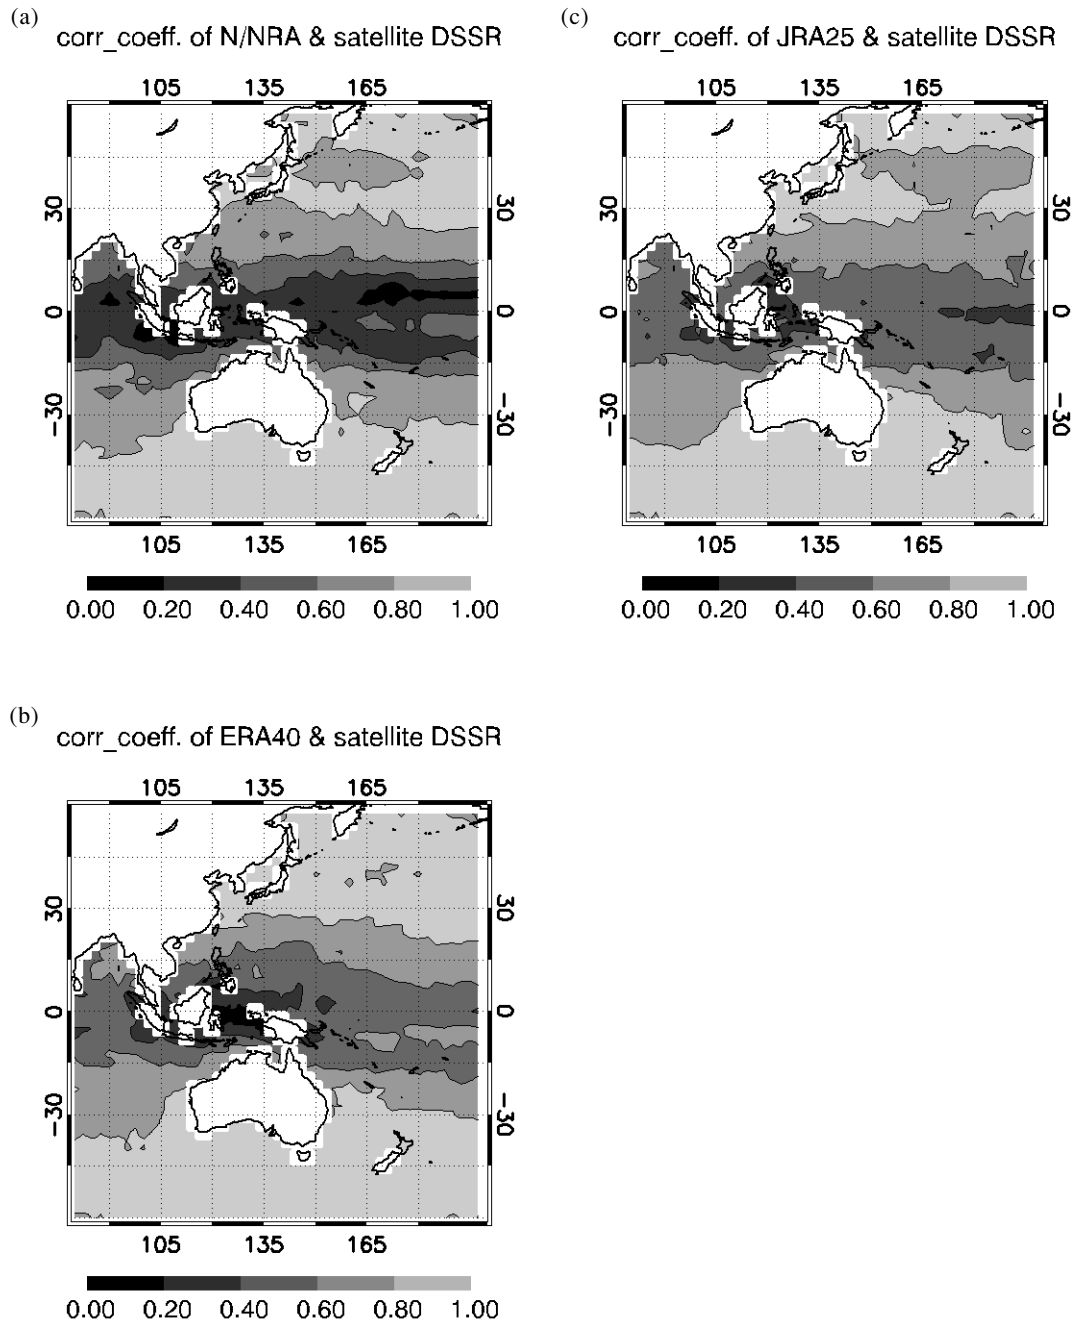 (a)
corr_coeff. of N/NRA & satellite DSSR
105 135 165
30 30
0 0
−30 −30
105 135 165
0.00 0.20 0.40 0.60 0.80 1.00
(c)
corr_coeff. of JRA25 & satellite DSSR
105 135 165
30 30
0 0
−30 −30
105 135 165
0.00 0.20 0.40 0.60 0.80 1.00
(b)
corr_coeff. of ERA40 & satellite DSSR
105 135 165
30 30
0 0
−30 −30
105 135 165
0.00 0.20 0.40 0.60 0.80 1.00